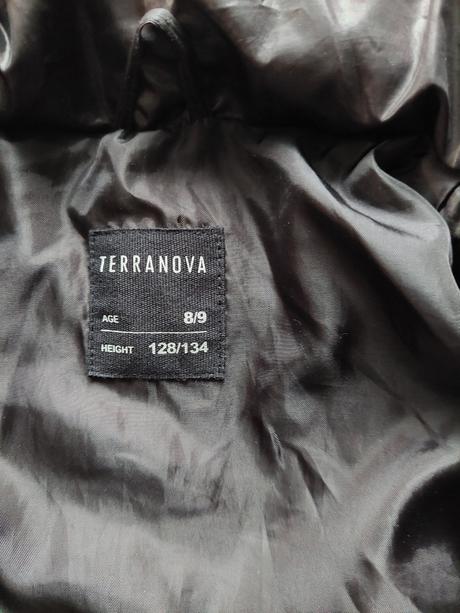 TERRANOVA
AGE 8/9
HEIGHT 128/134